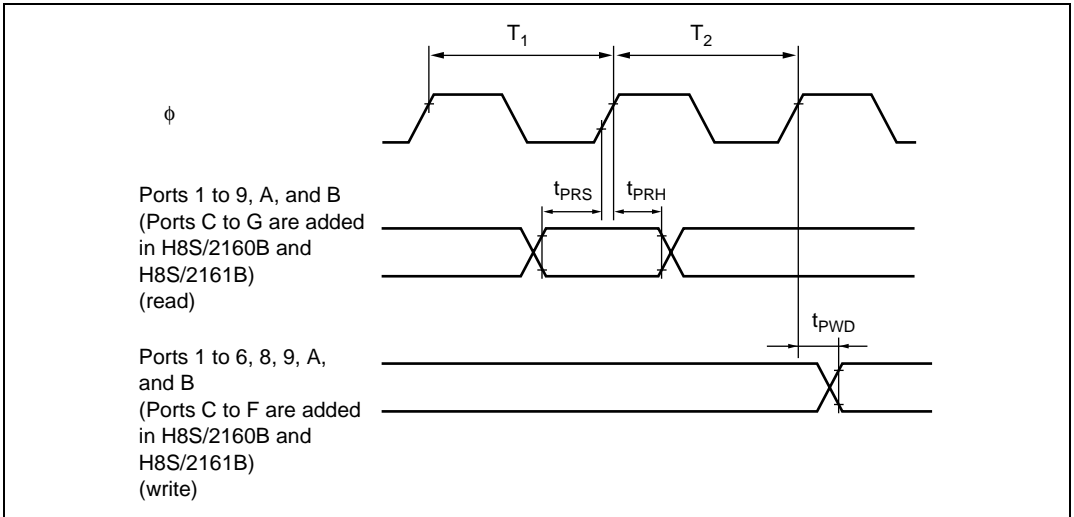 T1
T2
φ
Ports 1 to 9, A, and B
(Ports C to G are added
in H8S/2160B and
H8S/2161B)
(read)
tPRS
tPRH
Ports 1 to 6, 8, 9, A,
and B
(Ports C to F are added
in H8S/2160B and
H8S/2161B)
(write)
tPWD